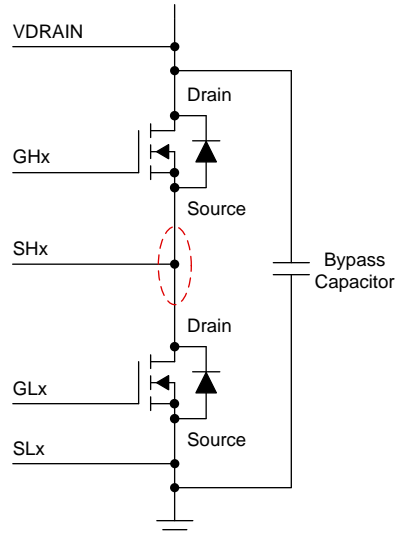 VDRAIN
Drain
GHx
Source
SHx
Bypass
Capacitor
Drain
GLx
Source
SLx